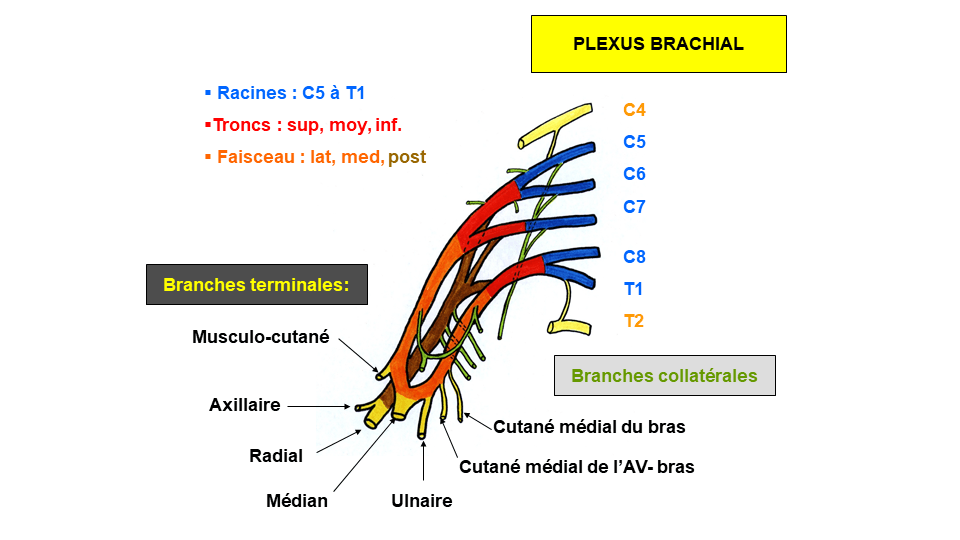 PLEXUS BRACHIAL
▪ Racines : C5 à T1
▪Troncs : sup, moy, inf.
▪ Faisceau : lat, med, post
C4
C5
C6
C7
C8
T1
T2
Branches terminales:
Musculo-cutané
Axillaire
Radial
Médian
Ulnaire
Branches collatérales
Cutané médial du bras
Cutané médial de l’AV- bras